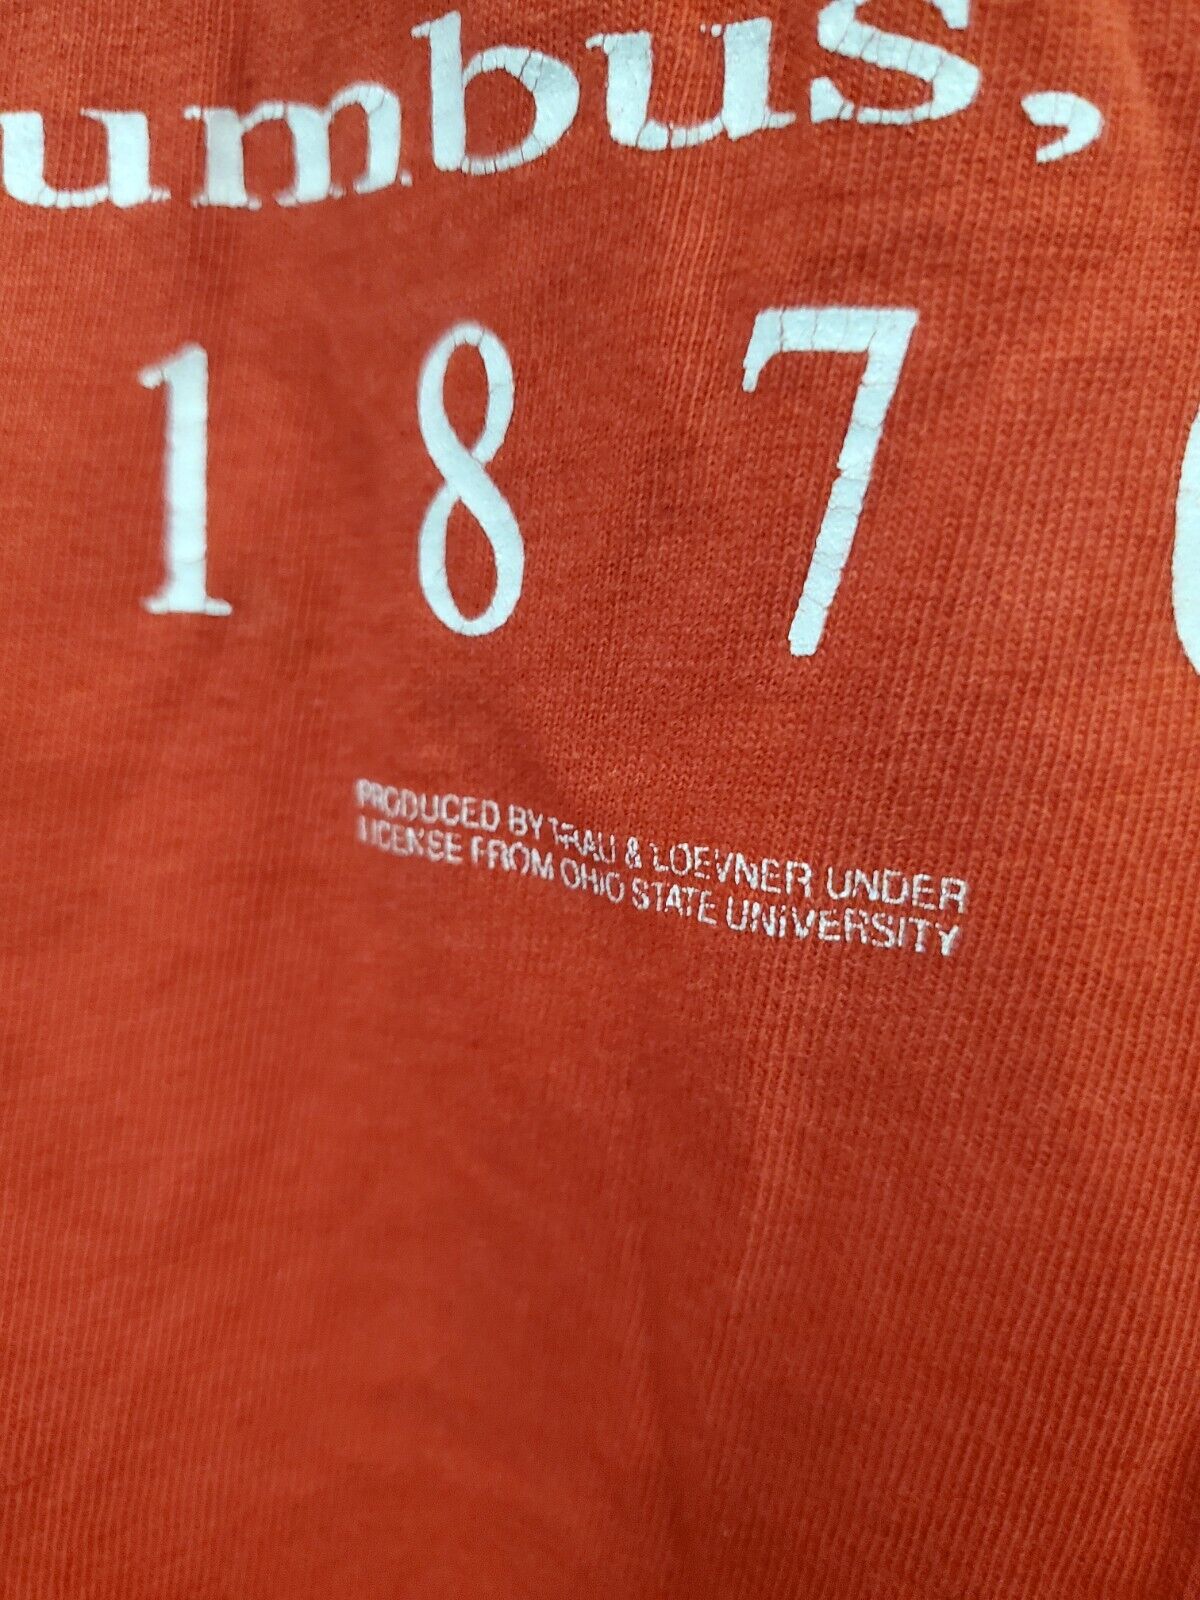 umbus,
1 8 7
PRODUCED BY TRAU & LOEVNER UNDER
LICENSE FROM OHIO STATE UNIVERSITY